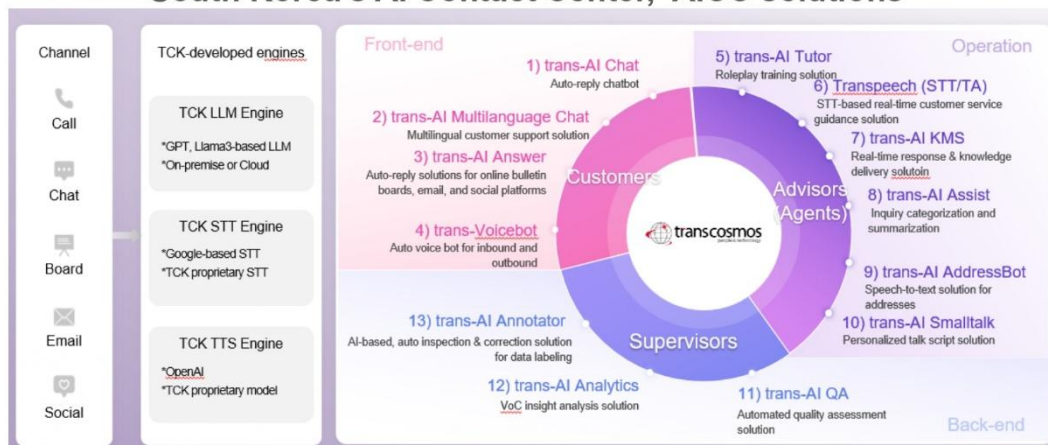 Channel
Call
Chat
Board
Email
Social
TCK-developed engines
TCK LLM Engine
*GPT, Llama3-based LLM
*On-premise or Cloud
TCK STT Engine
*Google-based STT
*TCK proprietary STT
TCK TTS Engine
*OpenAI
*TCK proprietary model
Front-end
Operation
Back-end
1) trans-AI Chat
Auto-reply chatbot
2) trans-AI Multilanguage Chat
Multilingual customer support solution
3) trans-AI Answer
Auto-reply solutions for online bulletin
boards, email, and social platforms
4) trans-Voicebot
Auto voice bot for inbound and
outbound
5) trans-AI Tutor
Roleplay training solution
6) Transpeech (STT/TA)
STT-based real-time customer service
guidance solution
7) trans-AI KMS
Real-time response & knowledge
delivery solutoin
8) trans-AI Assist
Inquiry categorization and
summarization
9) trans-AI AddressBot
Speech-to-text solution for
addresses
10) trans-AI Smalltalk
Personalized talk script solution
11) trans-AI QA
Automated quality assessment
solution
12) trans-AI Analytics
VoC insight analysis solution
13) trans-AI Annotator
AI-based, auto inspection & correction solution
for data labeling
Customers
Advisors
(Agents)
Supervisors
transcosmos
people & technology